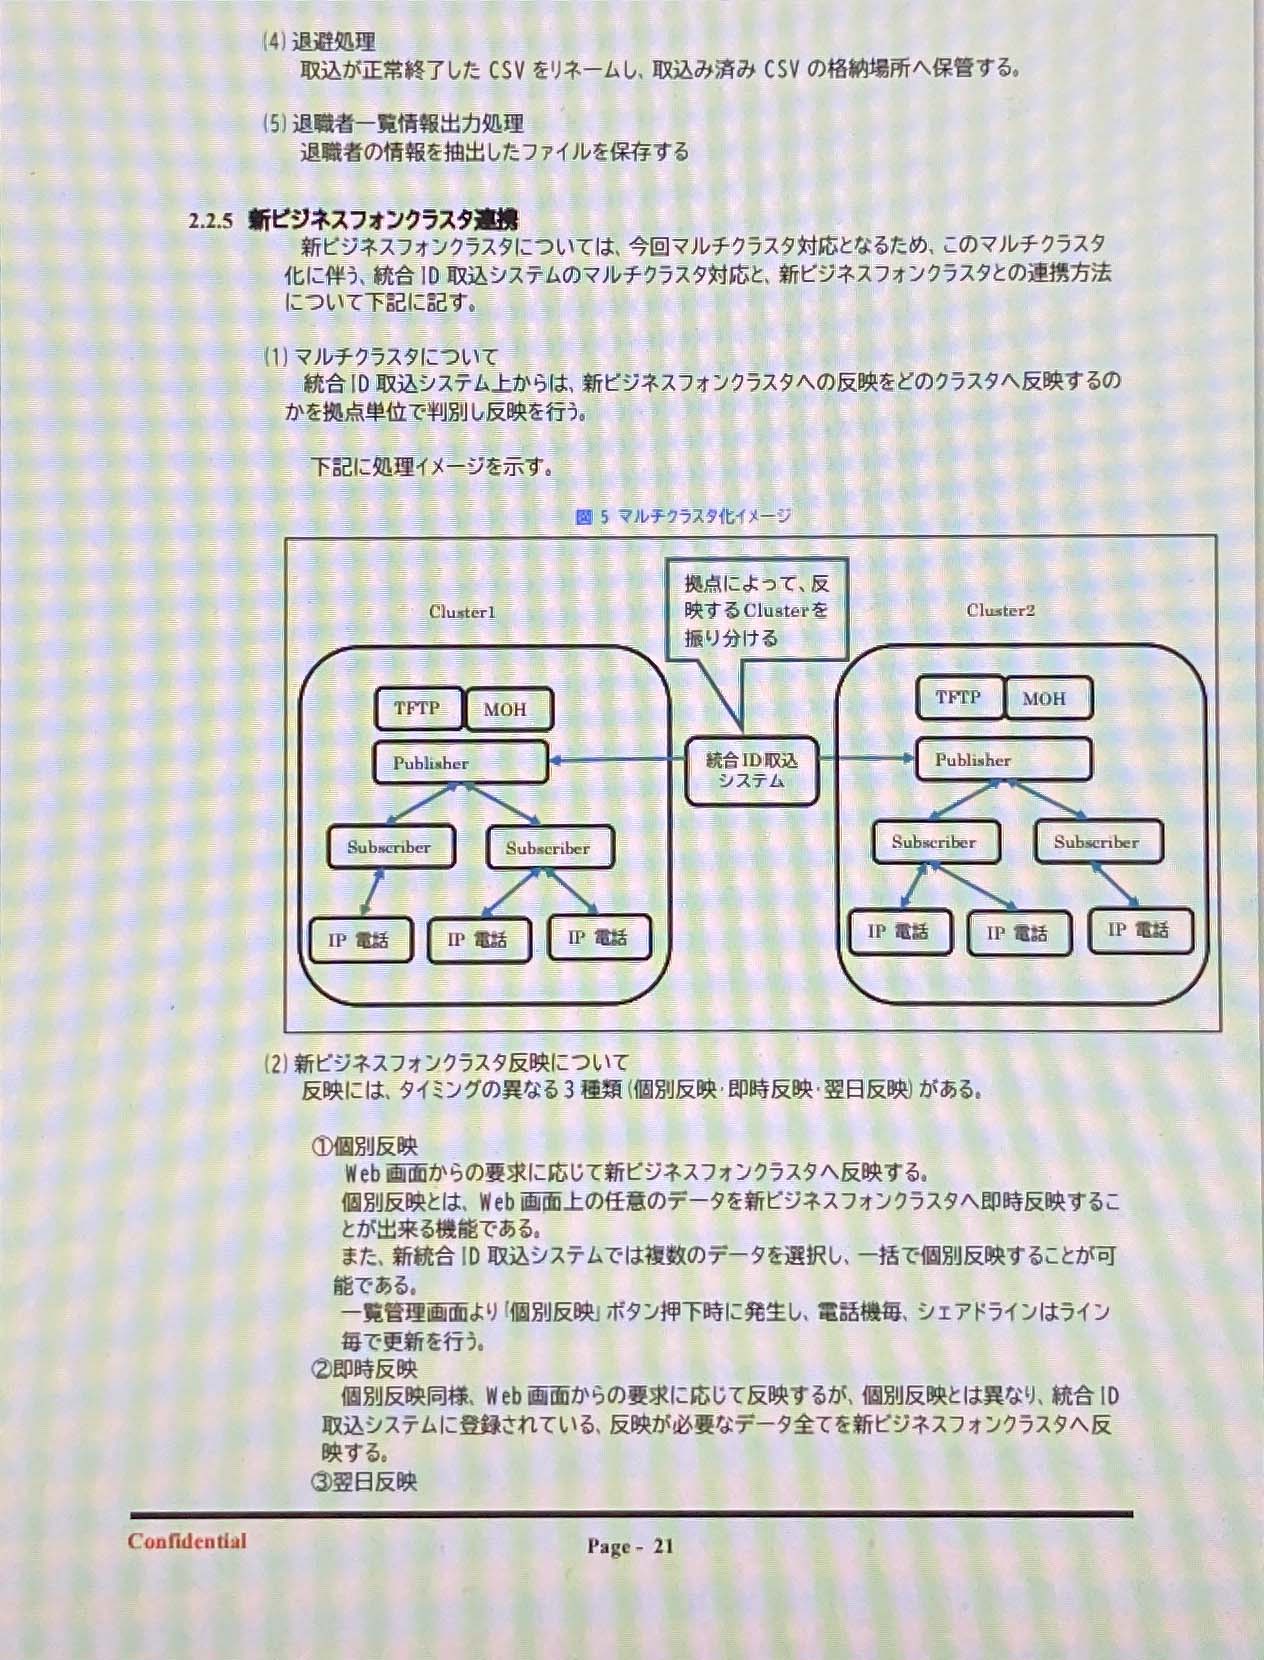 (4) 退避処理
取込が正常終了した CSV をリネームし、取込み済み CSV の格納場所へ保管する。
(5) 退職者一覧情報出力処理
退職者の情報を抽出したファイルを保存する
2.2.5 新ビジネスフォンクラスタ連携
新ビジネスフォンクラスタについては、今回マルチクラスタ対応となるため、このマルチクラスタ
化に伴う、統合 ID 取込システムのマルチクラスタ対応と、新ビジネスフォンクラスタとの連携方法
について下記に記す。
(1) マルチクラスタについて
統合 ID 取込システム上からは、新ビジネスフォンクラスタへの反映をどのクラスタへ反映するの
かを拠点単位で判別し反映を行う。
下記に処理イメージを示す。
図 5 マルチクラスタ化イメージ
拠点によって、反
映する Cluster を
振り分ける
Cluster1
Cluster2
TFTP MOH
TFTP MOH
Publisher
統合 ID 取込
システム
Publisher
Subscriber Subscriber
Subscriber Subscriber
IP 電話 IP 電話 IP 電話
IP 電話 IP 電話 IP 電話
(2) 新ビジネスフォンクラスタ反映について
反映には、タイミングの異なる 3 種類 (個別反映・即時反映・翌日反映) がある。
①個別反映
Web 画面からの要求に応じて新ビジネスフォンクラスタへ反映する。
個別反映とは、Web 画面上の任意のデータを新ビジネスフォンクラスタへ即時反映するこ
とが出来る機能である。
また、新統合 ID 取込システムでは複数のデータを選択し、一括で個別反映することが可
能である。
一覧管理画面より「個別反映」ボタン押下時に発生し、電話機毎、シェアドラインはライン
毎で更新を行う。
②即時反映
個別反映同様、Web 画面からの要求に応じて反映するが、個別反映とは異なり、統合 ID
取込システムに登録されている、反映が必要なデータ全てを新ビジネスフォンクラスタへ反
映する。
③翌日反映
Confidential
Page - 21